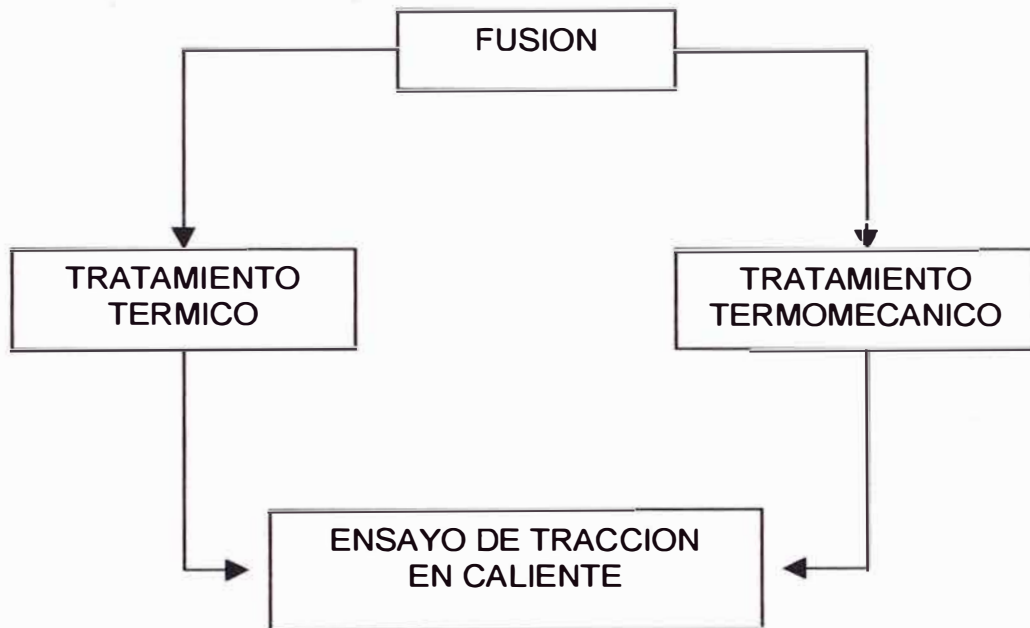 FUSION
TRATAMIENTO
TERMICO
TRATAMIENTO
TERMOMECANICO
ENSAYO DE TRACCION
EN CALIENTE